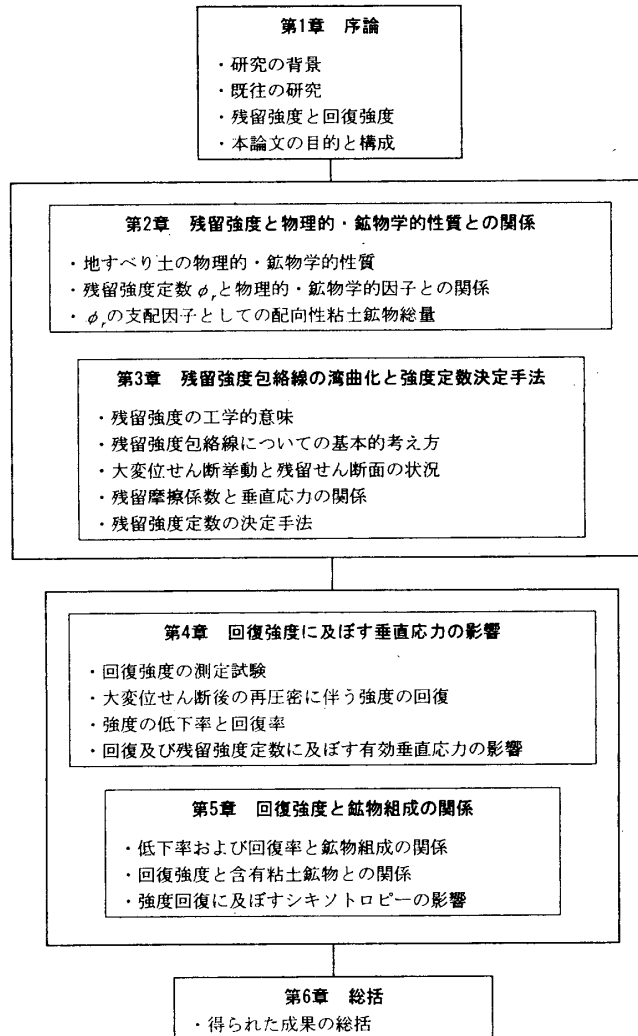 第1章 序論
・研究の背景
・既往の研究
・残留強度と回復強度
・本論文の目的と構成
第2章 残留強度と物理的・鉱物学的性質との関係
・地すべり土の物理的・鉱物学的性質
・残留強度定数φrと物理的・鉱物学的因子との関係
・φrの支配因子としての配向性粘土鉱物総量
第3章 残留強度包絡線の湾曲化と強度定数決定手法
・残留強度の工学的意味
・残留強度包絡線についての基本的考え方
・大変位せん断挙動と残留せん断面の状況
・残留摩擦係数と垂直応力の関係
・残留強度定数の決定手法
第4章 回復強度に及ぼす垂直応力の影響
・回復強度の測定試験
・大変位せん断後の再圧密に伴う強度の回復
・強度の低下率と回復率
・回復及び残留強度定数に及ぼす有効垂直応力の影響
第5章 回復強度と鉱物組成の関係
・低下率および回復率と鉱物組成の関係
・回復強度と含有粘土鉱物との関係
・強度回復に及ぼすシキソトロピーの影響
第6章 総括
・得られた成果の総括